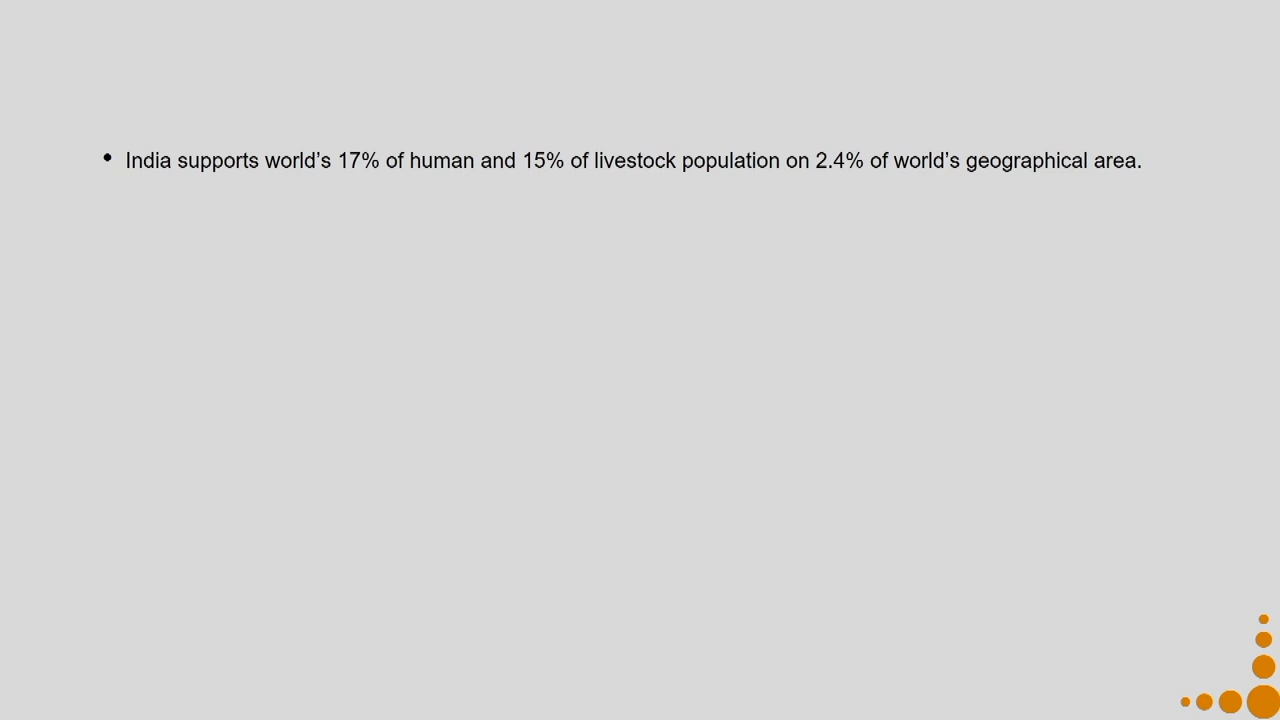 • India supports world’s 17% of human and 15% of livestock population on 2.4% of world’s geographical area.